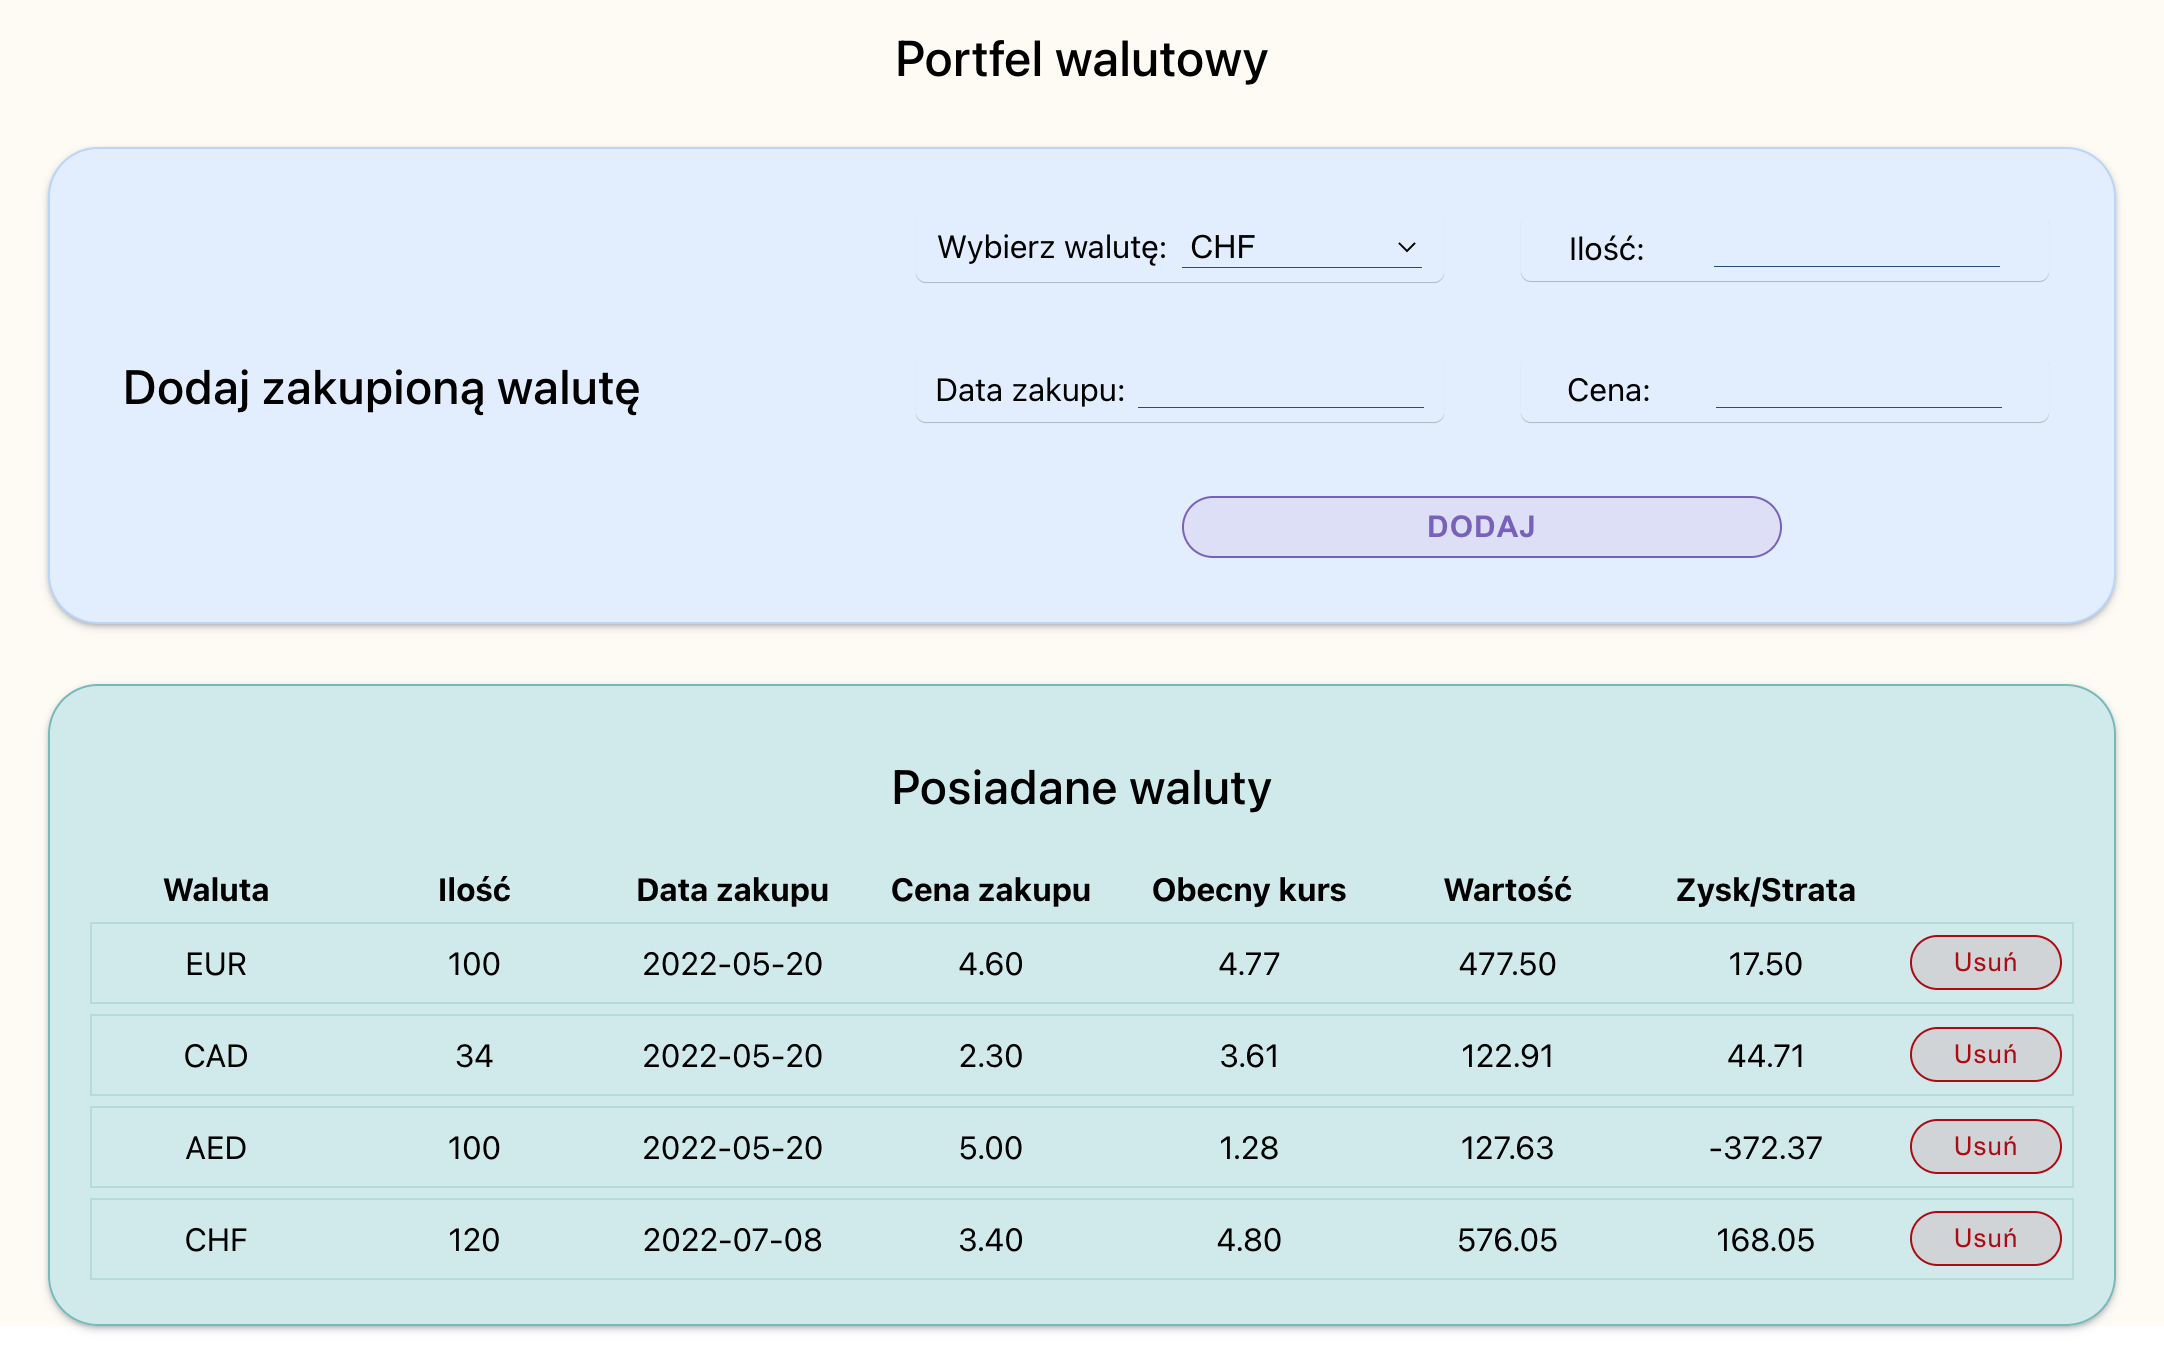 Portfel walutowy
Wybierz walutę: CHF Ilość:
Dodaj zakupioną walutę Data zakupu: Cena:
DODAJ
Posiadane waluty
Waluta Ilość Data zakupu Cena zakupu Obecny kurs Wartość Zysk/Strata
EUR 100 2022-05-20 4.60 4.77 477.50 17.50 Usuń
CAD 34 2022-05-20 2.30 3.61 122.91 44.71 Usuń
AED 100 2022-05-20 5.00 1.28 127.63 -372.37 Usuń
CHF 120 2022-07-08 3.40 4.80 576.05 168.05 Usuń